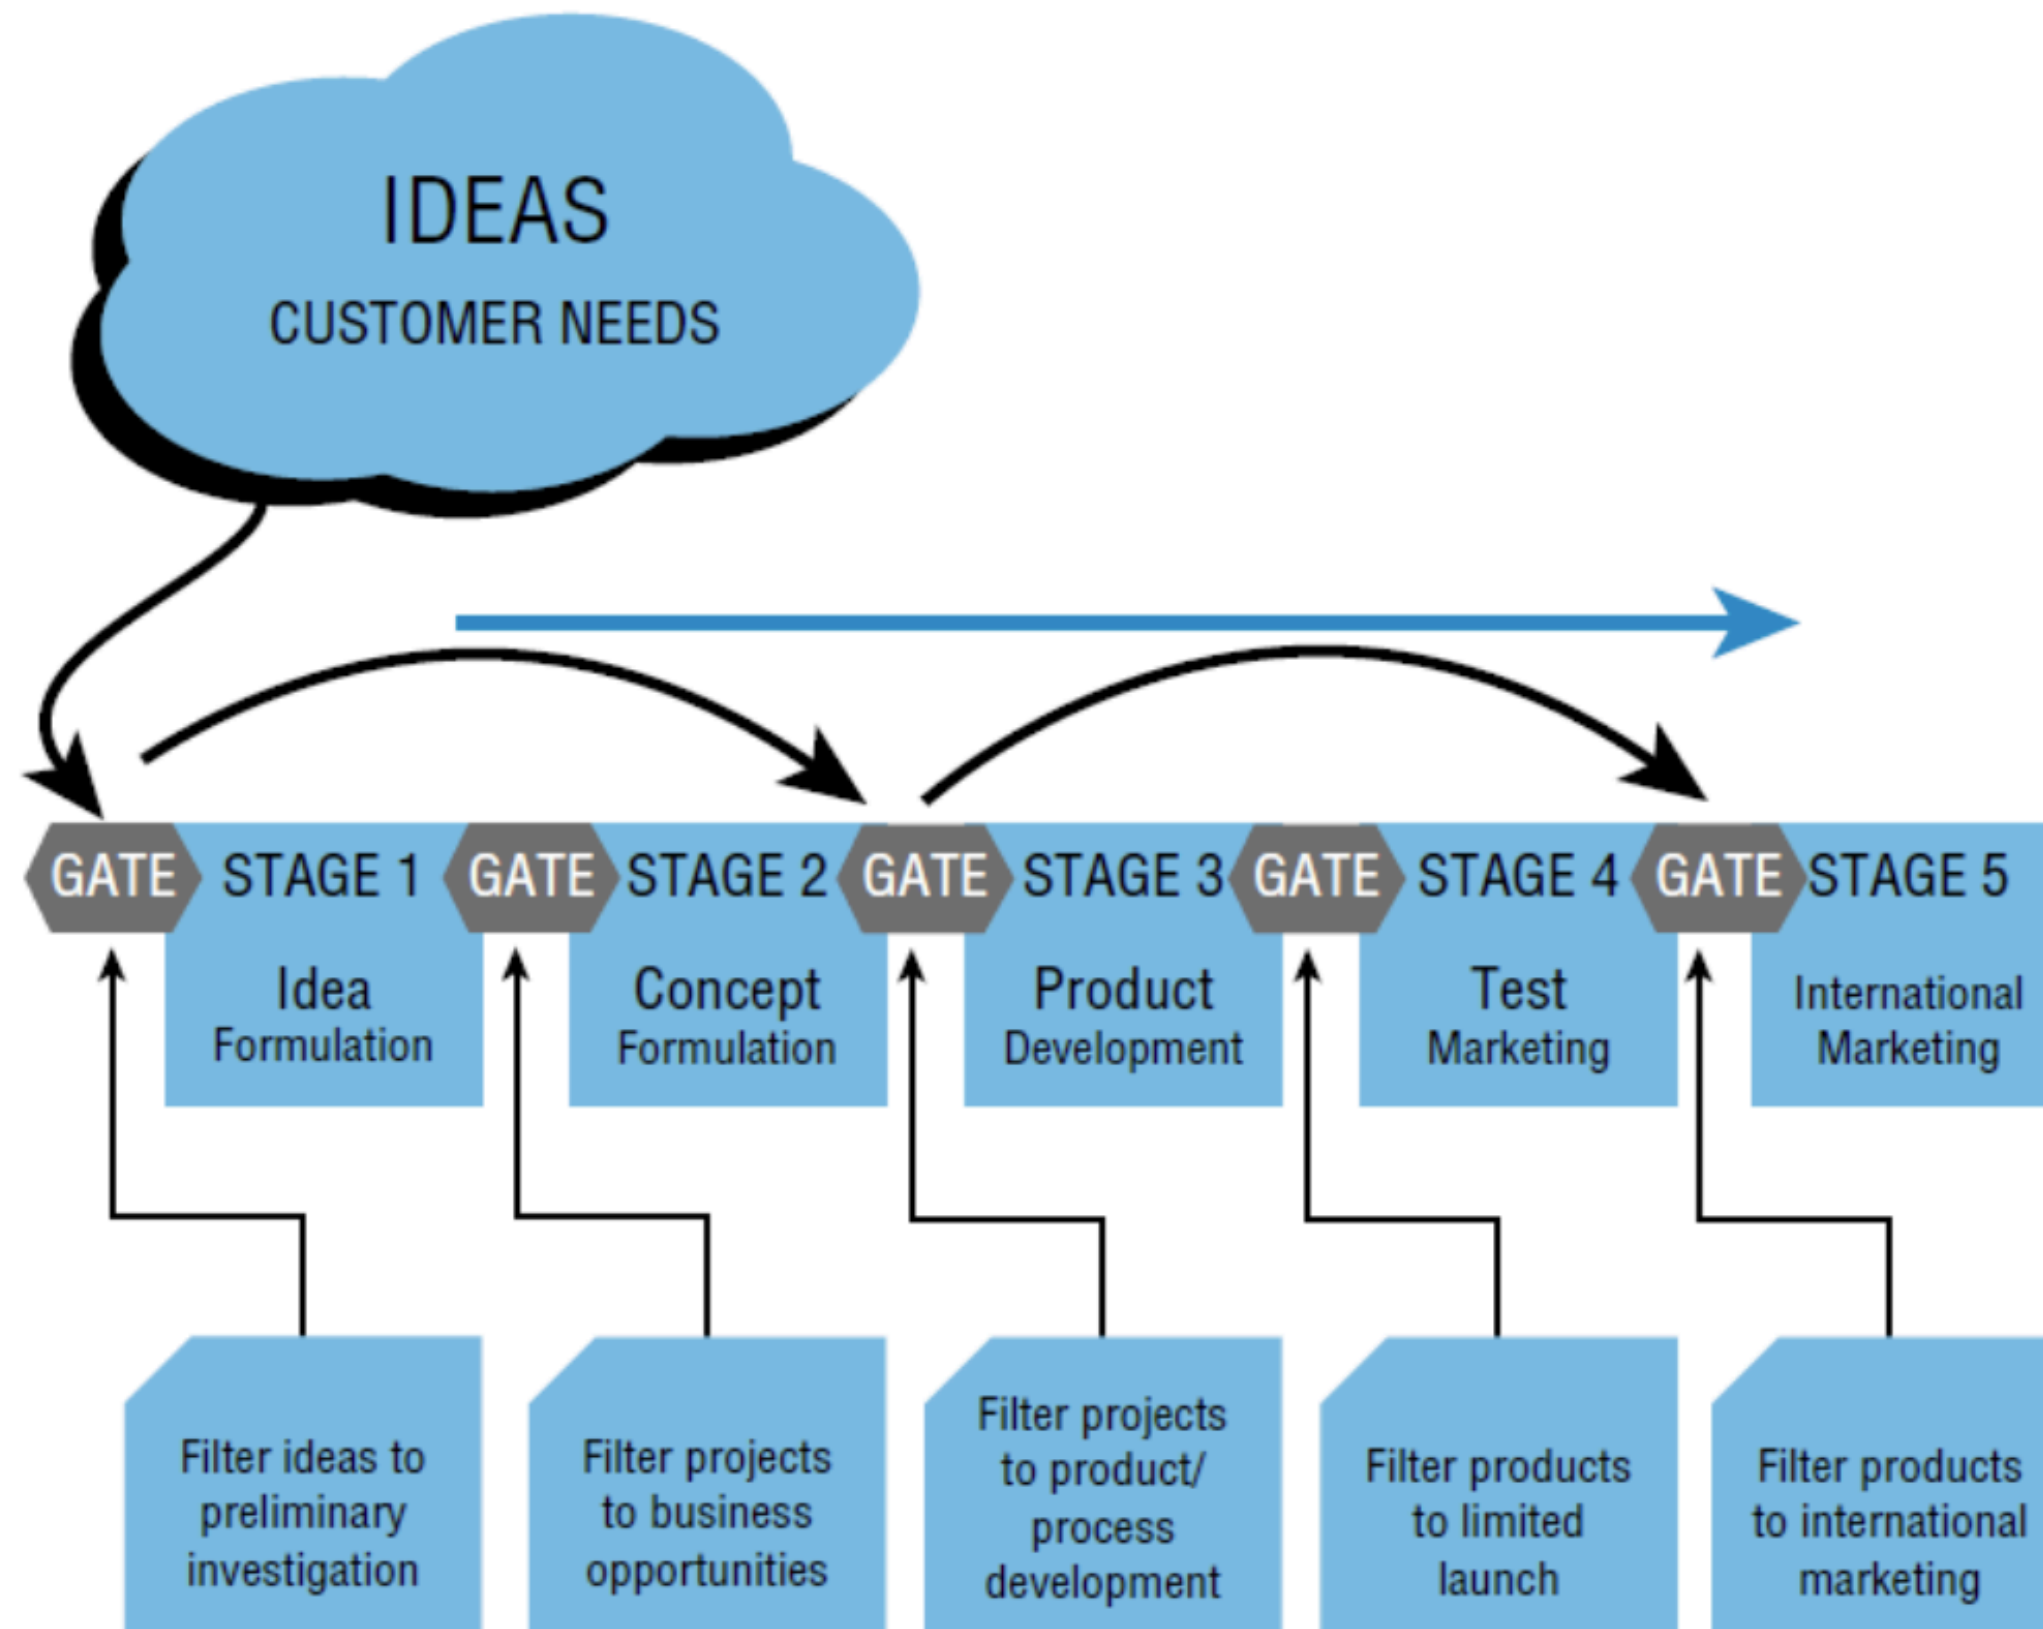 IDEAS
CUSTOMER NEEDS
GATE STAGE 1 GATE STAGE 2 GATE STAGE 3 GATE STAGE 4 GATE STAGE 5
Idea
Formulation
Concept
Formulation
Product
Development
Test
Marketing
International
Marketing
Filter ideas to
preliminary
investigation
Filter projects
to business
opportunities
Filter projects
to product/
process
development
Filter products
to limited
launch
Filter products
to international
marketing